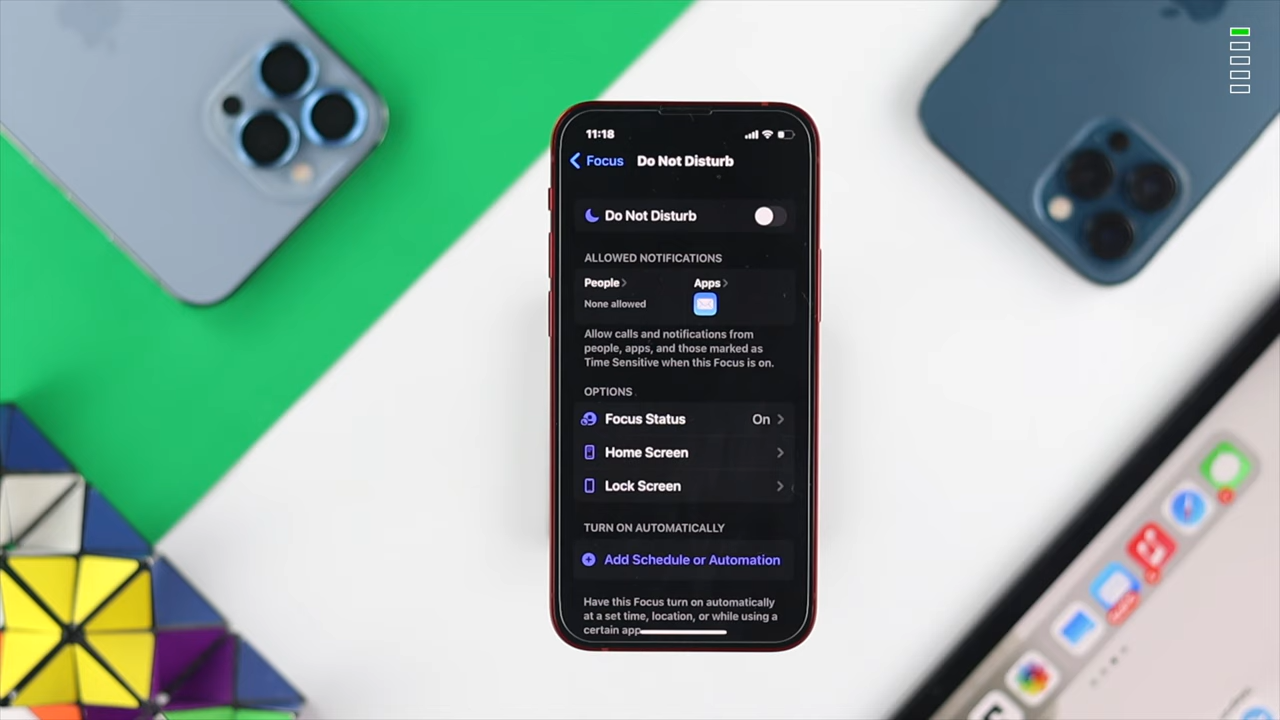 11:18
Focus
Do Not Disturb
Do Not Disturb
ALLOWED NOTIFICATIONS
People
Apps
None allowed
Allow calls and notifications from
people, apps, and those marked as
Time Sensitive when this Focus is on.
OPTIONS
Focus Status
On
Home Screen
Lock Screen
TURN ON AUTOMATICALLY
Add Schedule or Automation
Have this Focus turn on automatically
at a set time, location, or while using a
certain app